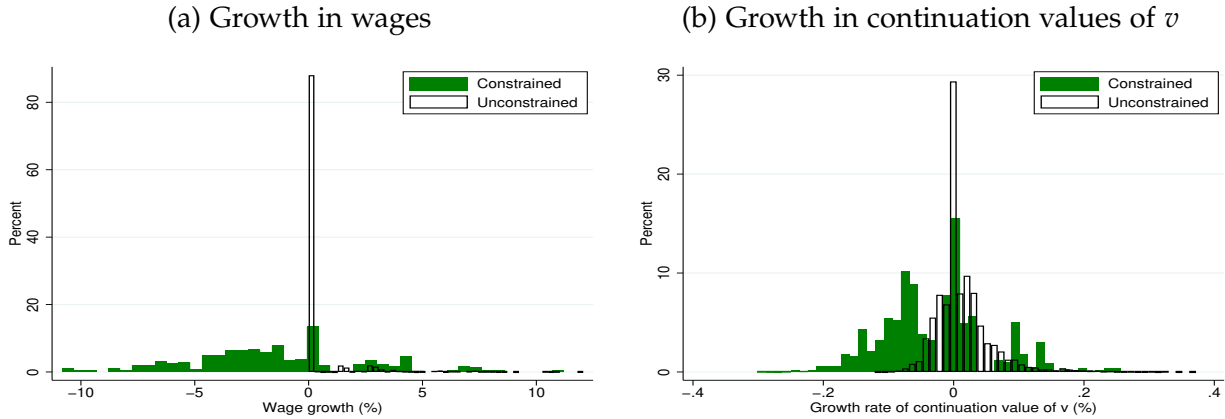 (a) Growth in wages
Constrained
Unconstrained
Percent
80
60
40
20
0
−10
−5
0
5
10
Wage growth (%)
(b) Growth in continuation values of v
Constrained
Unconstrained
Percent
30
20
10
0
−.4
−.2
0
.2
.4
Growth rate of continuation value of v (%)